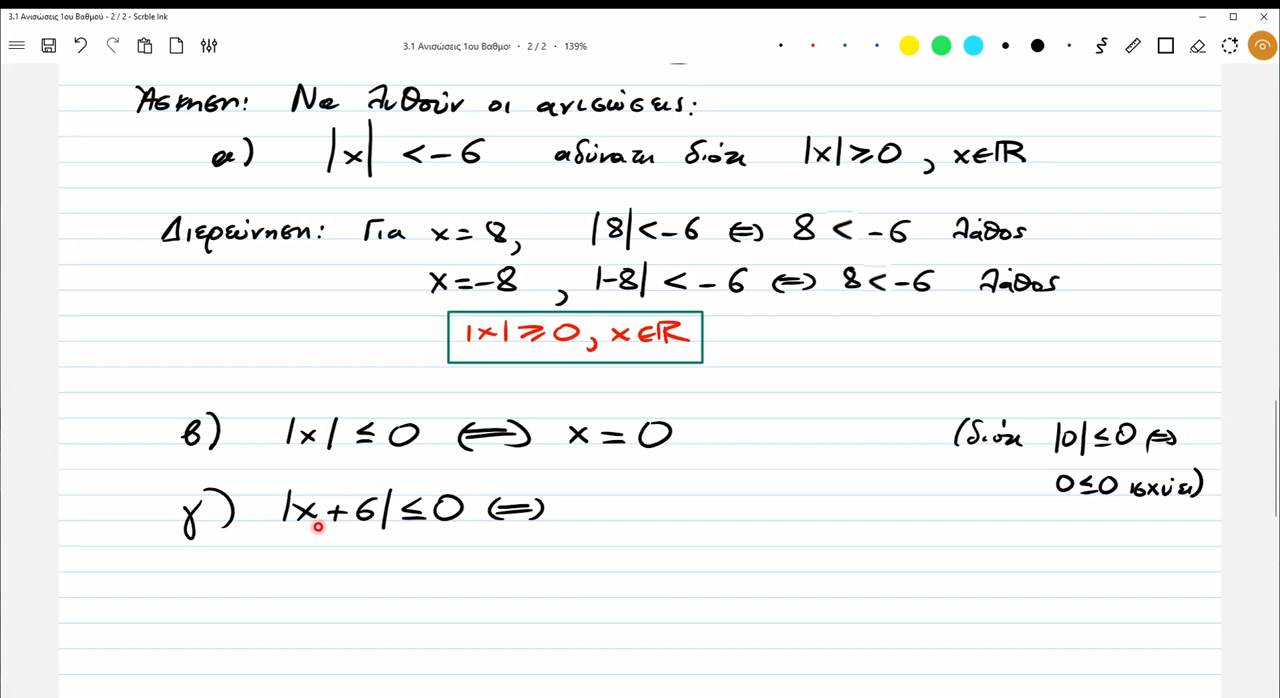 3.1 Ανισώσεις 1ου Βαθμού - 2 / 2 - Scrble Ink
3.1 Ανισώσεις 1ου Βαθμοι • 2 / 2 • 139%
Άσκηση: Να λυθούν οι ανισώσεις:
α) |x| < -6 αδύνατη διότι |x| ≥ 0, x∈ℝ
Διερεύνηση: Για x = 8, |8| < -6 ⇔ 8 < -6 λάθος
x = -8, |-8| < -6 ⇔ 8 < -6 λάθος
|x| ≥ 0, x∈ℝ
β) |x| ≤ 0 ⇔ x = 0 (διότι |0| ≤ 0 ⇔
0 ≤ 0 ισχύει)
γ) |x + 6| ≤ 0 ⇔